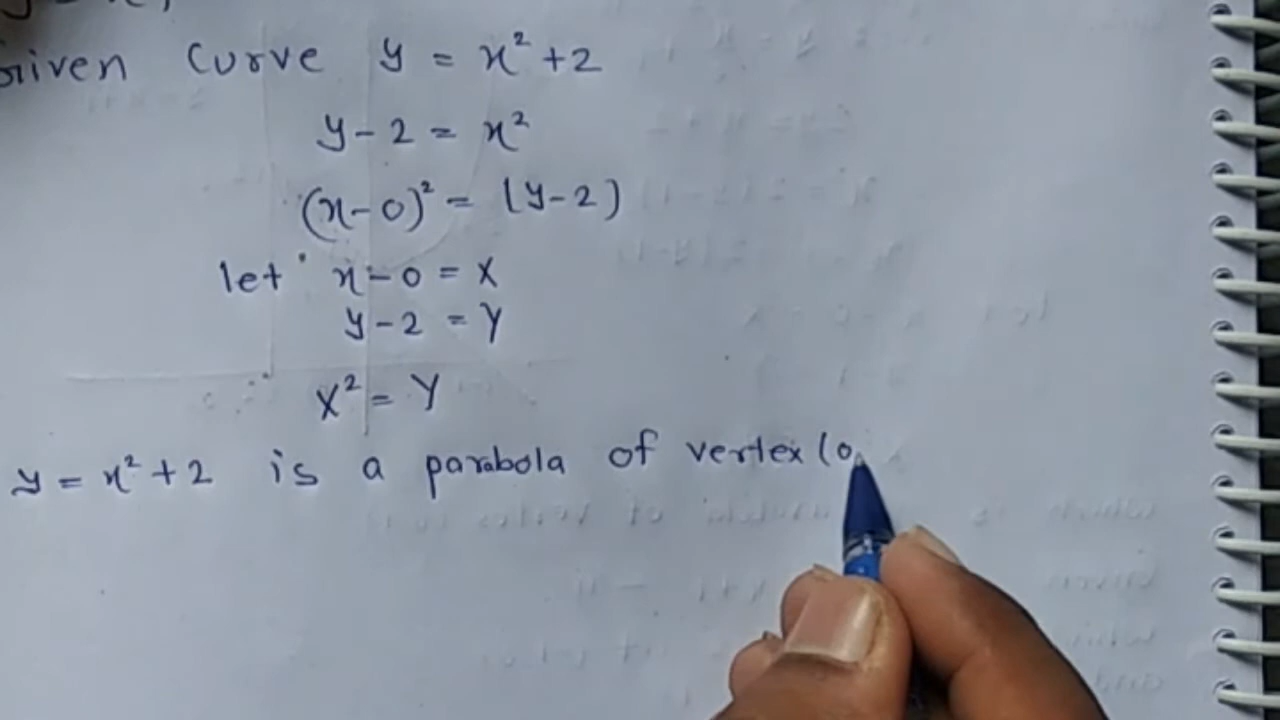 Given Curve y = x² + 2
y - 2 = x²
(x - 0)² = (y - 2)
let x - 0 = X
y - 2 = Y
X² = Y
y = x² + 2 is a parabola of vertex (0